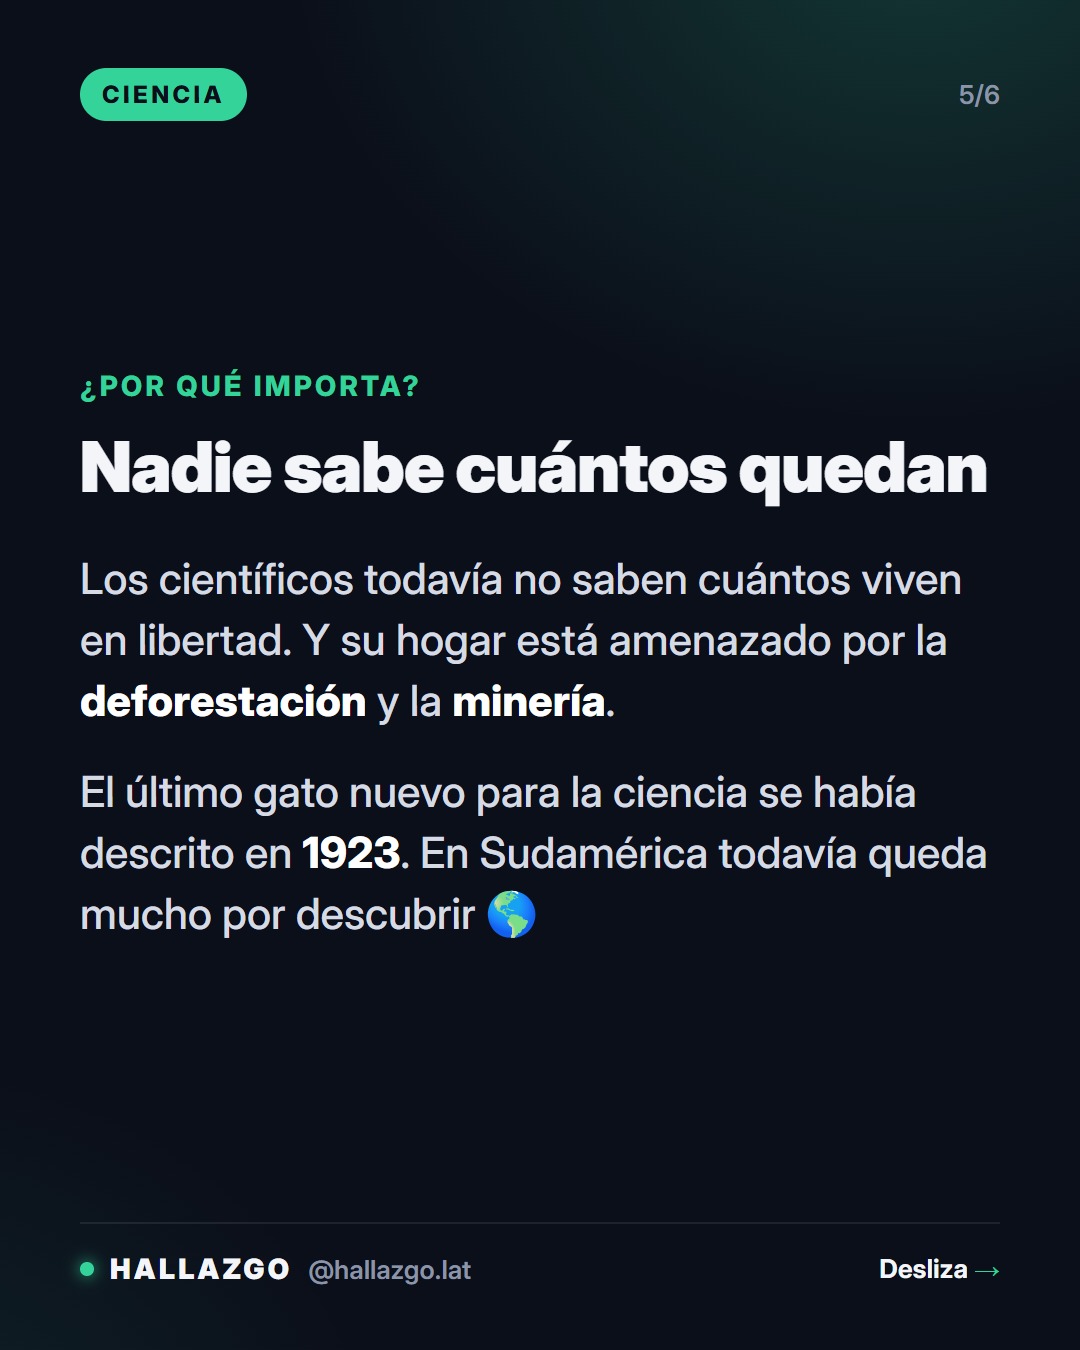 CIENCIA
5/6
¿POR QUÉ IMPORTA?
Nadie sabe cuántos quedan
Los científicos todavía no saben cuántos viven
en libertad. Y su hogar está amenazado por la
deforestación y la minería.
El último gato nuevo para la ciencia se había
descrito en 1923. En Sudamérica todavía queda
mucho por descubrir 🌎
HALLAZGO @hallazgo.lat
Desliza →